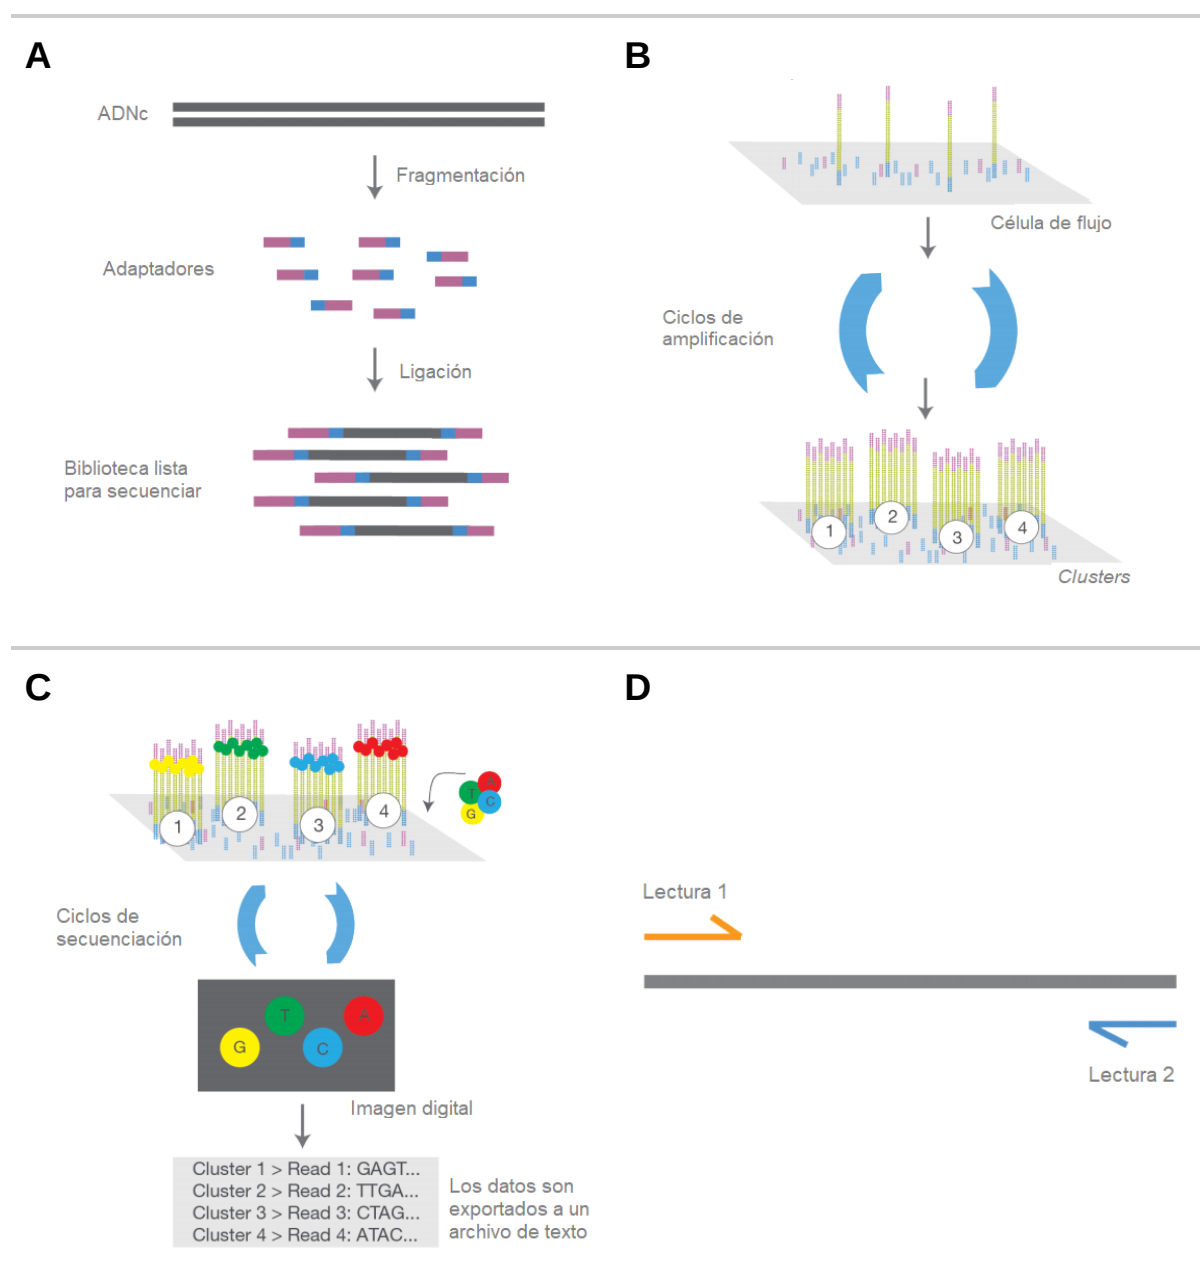 A
ADNc
Fragmentación
Adaptadores
Ligación
Biblioteca lista
para secuenciar
B
Célula de flujo
Ciclos de
amplificación
1
2
3
4
Clusters
C
1
2
3
4
A
T
C
G
Ciclos de
secuenciación
T
A
G
C
Imagen digital
Cluster 1 > Read 1: GAGT...
Cluster 2 > Read 2: TTGA...
Cluster 3 > Read 3: CTAG...
Cluster 4 > Read 4: ATAC...
Los datos son
exportados a un
archivo de texto
D
Lectura 1
Lectura 2